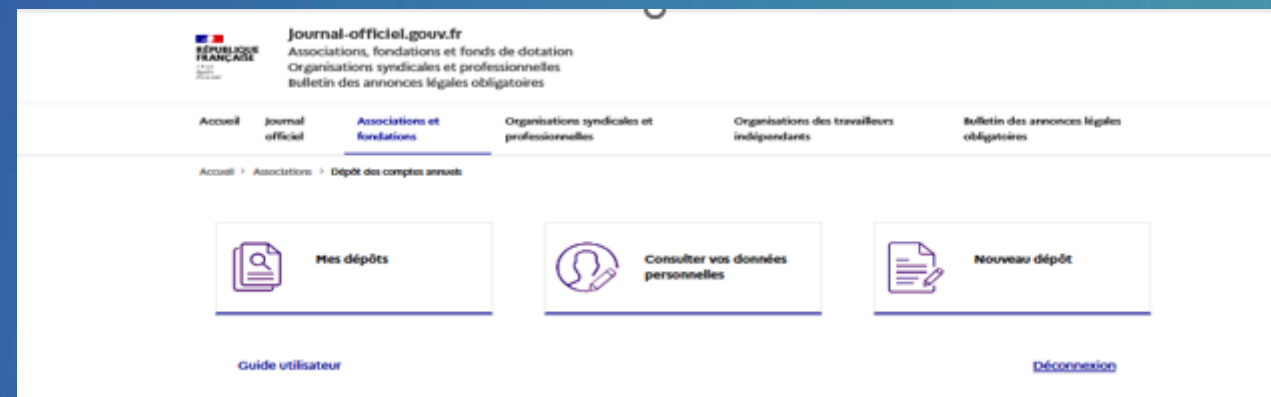 Journal-officiel.gouv.fr
RÉPUBLIQUE
FRANÇAISE
Associations, fondations et fonds de dotation
Organisations syndicales et professionnelles
Bulletin des annonces légales obligatoires
Accueil
Journal
officiel
Associations et
fondations
Organisations syndicales et
professionnelles
Organisations des travailleurs
indépendants
Bulletin des annonces légales
obligatoires
Accueil > Associations > Dépôt des comptes annuels
Mes dépôts
Consulter vos données
personnelles
Nouveau dépôt
Guide utilisateur
Déconnexion